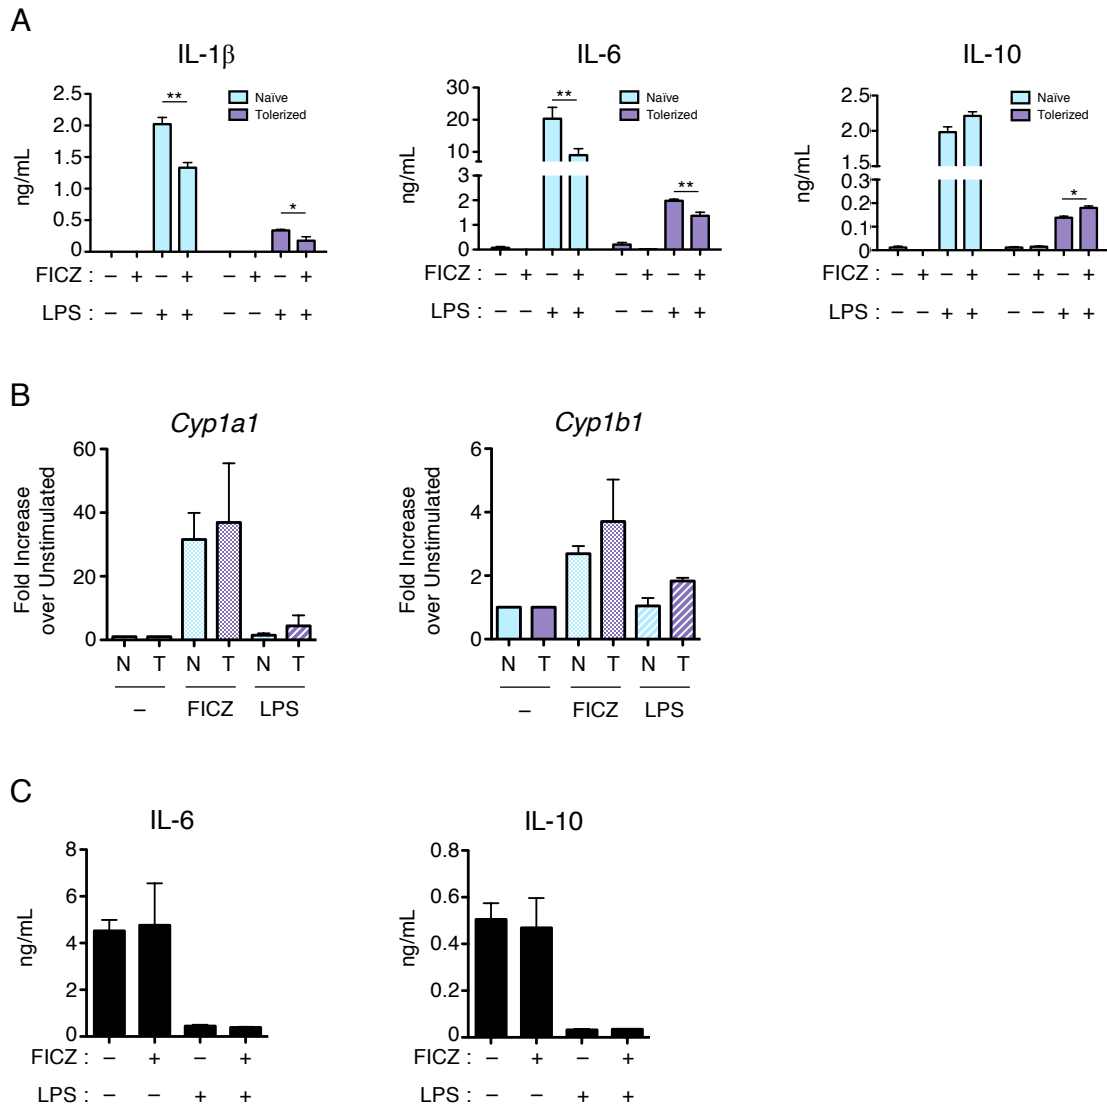 A
IL-1β
IL-6
IL-10
ng/mL
2.5
2.0
1.5
1.0
0.5
0
**
*
Naïve
Tolerized
ng/mL
30
20
10
3
2
1
0
**
**
Naïve
Tolerized
ng/mL
2.5
2.0
1.5
0.3
0.2
0.1
0
*
Naïve
Tolerized
FICZ : – + – + – + – +
LPS : – – + + – – + +
FICZ : – + – + – + – +
LPS : – – + + – – + +
FICZ : – + – + – + – +
LPS : – – + + – – + +
B
Cyp1a1
Fold Increase
over Unstimulated
60
40
20
0
N T N T N T
– FICZ LPS
Cyp1b1
Fold Increase
over Unstimulated
6
4
2
0
N T N T N T
– FICZ LPS
C
IL-6
ng/mL
8
6
4
2
0
FICZ : – + – +
LPS : – – + +
IL-10
ng/mL
0.8
0.6
0.4
0.2
0
FICZ : – + – +
LPS : – – + +